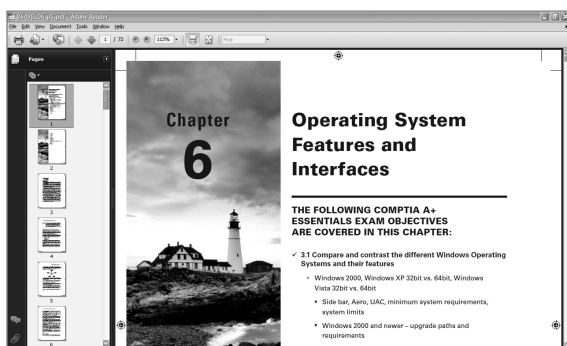 86498c06.p5.pdf - Adobe Reader
File Edit View Document Tools Window Help
1 / 72 113% Find
Pages
1
2
3
4
5
6
Chapter
6
Operating System
Features and
Interfaces
THE FOLLOWING COMPTIA A+
ESSENTIALS EXAM OBJECTIVES
ARE COVERED IN THIS CHAPTER:
✓ 3.1 Compare and contrast the different Windows Operating
Systems and their features
▪ Windows 2000, Windows XP 32bit vs. 64bit, Windows
Vista 32bit vs. 64bit
▪ Side bar, Aero, UAC, minimum system requirements,
system limits
▪ Windows 2000 and newer – upgrade paths and
requirements